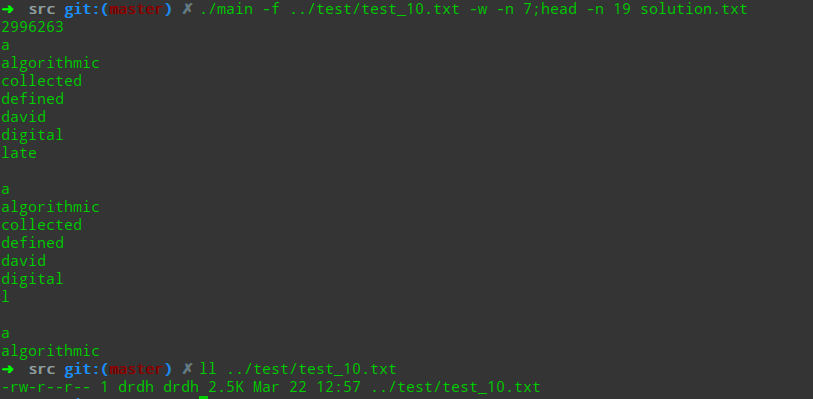 ➜ src git:(master) ✗ ./main -f ../test/test_10.txt -w -n 7;head -n 19 solution.txt
2996263
a
algorithmic
collected
defined
david
digital
late

a
algorithmic
collected
defined
david
digital
l

a
algorithmic
➜ src git:(master) ✗ ll ../test/test_10.txt
-rw-r--r-- 1 drdh drdh 2.5K Mar 22 12:57 ../test/test_10.txt